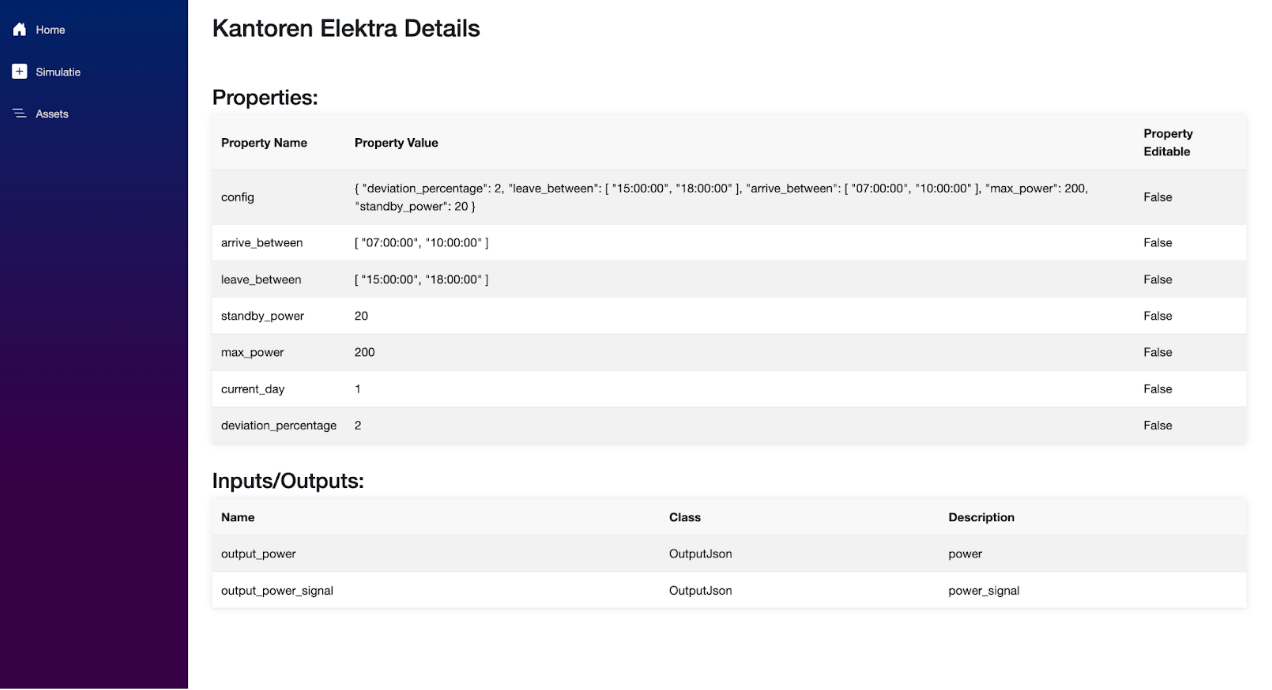 Home
Simulatie
Assets
Kantoren Elektra Details
Properties:
Property Name Property Value Property
Editable
config { "deviation_percentage": 2, "leave_between": [ "15:00:00", "18:00:00" ], "arrive_between": [ "07:00:00", "10:00:00" ], "max_power": 200,
"standby_power": 20 } False
arrive_between [ "07:00:00", "10:00:00" ] False
leave_between [ "15:00:00", "18:00:00" ] False
standby_power 20 False
max_power 200 False
current_day 1 False
deviation_percentage 2 False
Inputs/Outputs:
Name Class Description
output_power OutputJson power
output_power_signal OutputJson power_signal